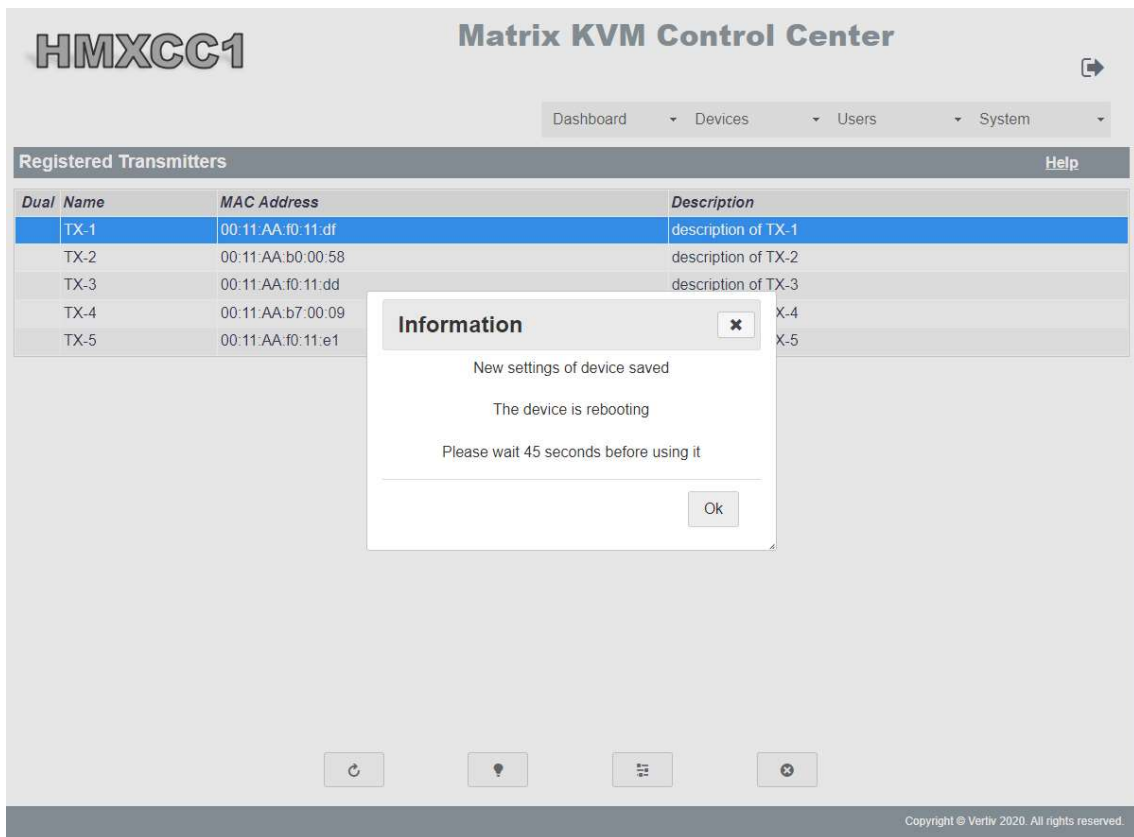 HMXCC1
Matrix KVM Control Center
Dashboard Devices Users System
Registered Transmitters Help
Dual Name MAC Address Description
TX-1 00:11:AA:f0:11:df description of TX-1
TX-2 00:11:AA:b0:00:58 description of TX-2
TX-3 00:11:AA:f0:11:dd description of TX-3
TX-4 00:11:AA:b7:00:09 X-4
TX-5 00:11:AA:f0:11:e1 X-5
Information
New settings of device saved
The device is rebooting
Please wait 45 seconds before using it
Ok
Copyright © Vertiv 2020. All rights reserved.